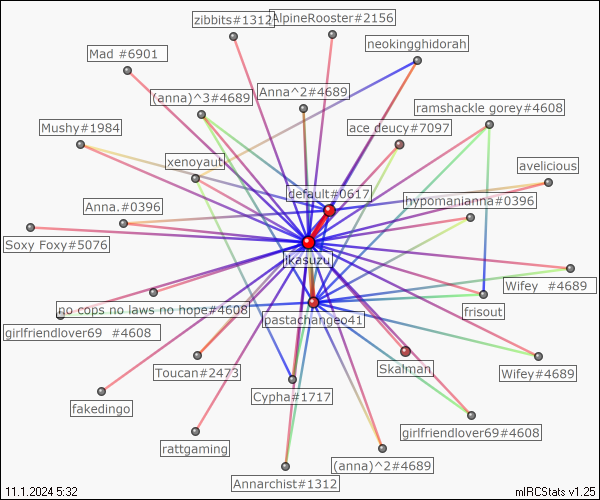 zibbits#1312
AlpineRooster#2156
neokingghidorah
Mad #6901
Anna^2#4689
(anna)^3#4689
ramshackle gorey#4608
Mushy#1984
ace deucy#7097
xenoyaut
avelicious
default#0617
hypomanianna#0396
Anna.#0396
Soxy Foxy#5076
ikasuzu
Wifey  #4689
no cops no laws no hope#4608
frisout
pastachangeo41
girlfriendlover69  #4608
Toucan#2473
Skalman
Wifey#4689
Cypha#1717
fakedingo
girlfriendlover69#4608
rattgaming
(anna)^2#4689
Annarchist#1312
11.1.2024 5:32
mIRCStats v1.25